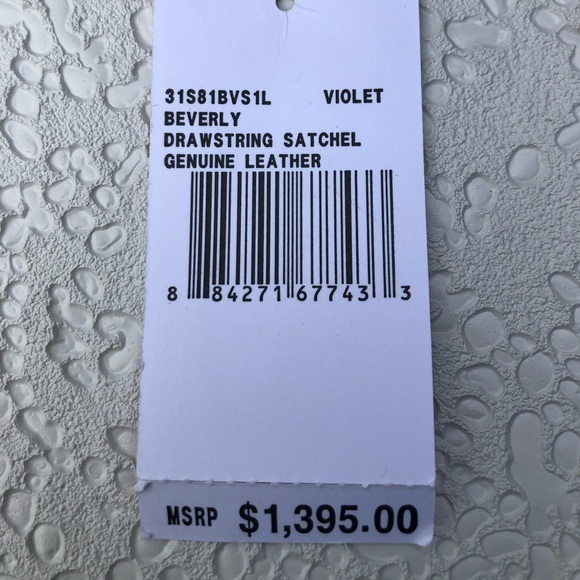 31S81BVS1L VIOLET
BEVERLY
DRAWSTRING SATCHEL
GENUINE LEATHER
8 84271 67743 3
MSRP $1,395.00